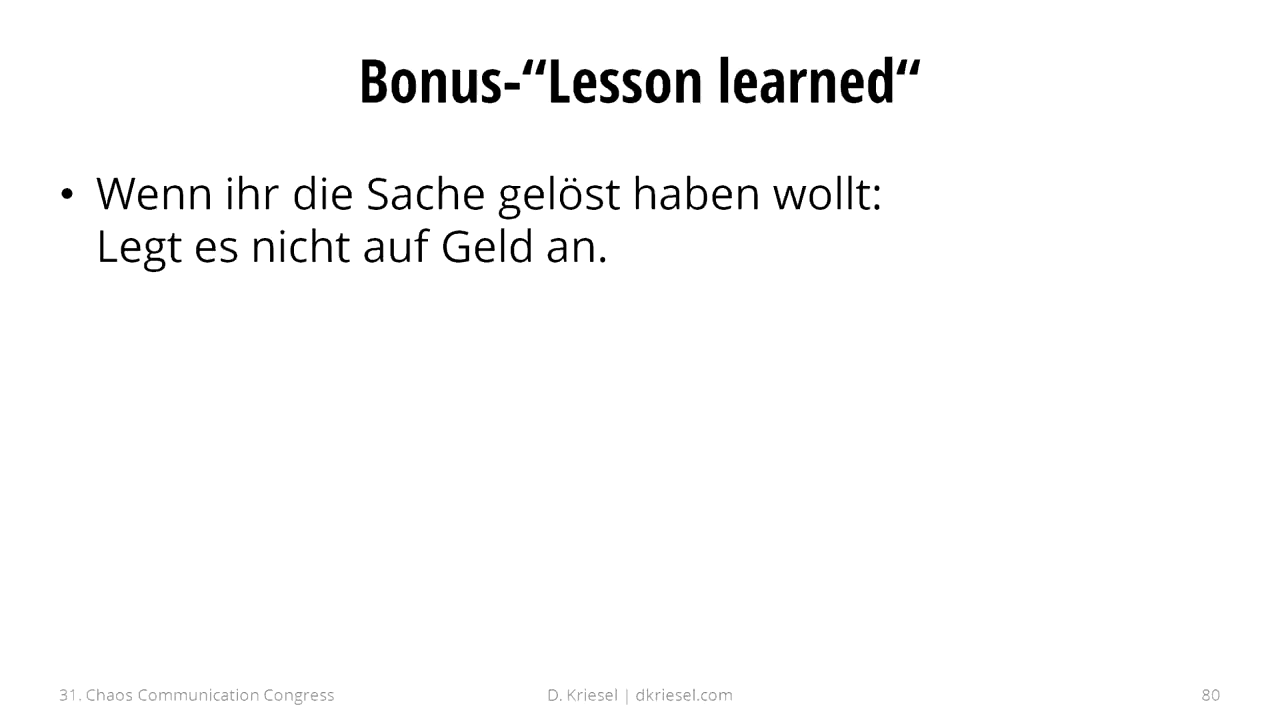 Bonus-“Lesson learned“
• Wenn ihr die Sache gelöst haben wollt:
Legt es nicht auf Geld an.
31. Chaos Communication Congress
D. Kriesel | dkriesel.com
80